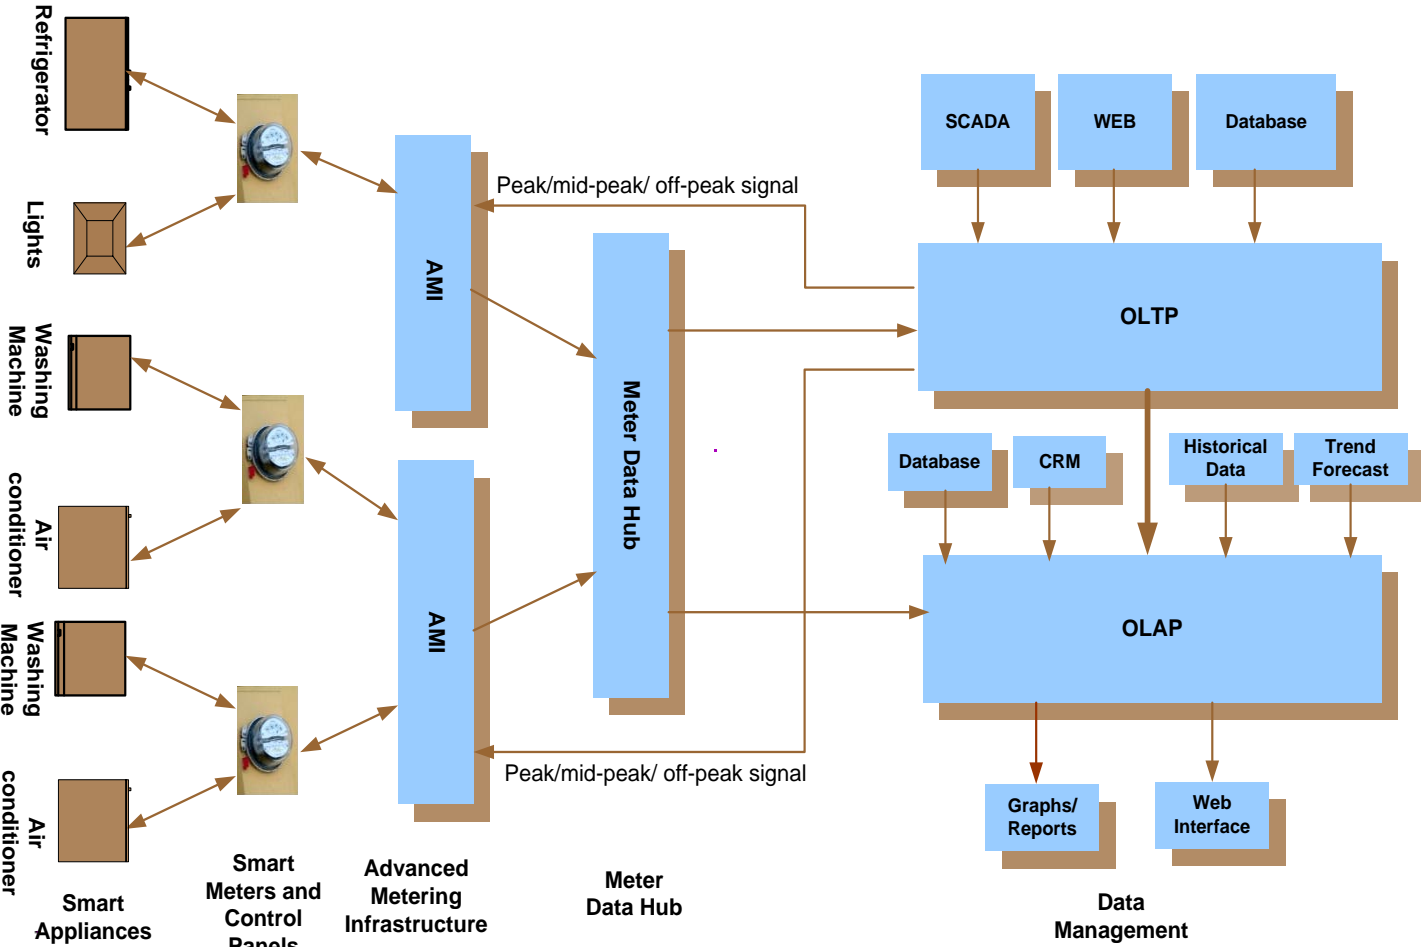 Refrigerator
Lights
Washing
Machine
Air
conditioner
Washing
Machine
Air
conditioner
AMI
AMI
Peak/mid-peak/ off-peak signal
Peak/mid-peak/ off-peak signal
Meter Data Hub
SCADA
WEB
Database
OLTP
Database
CRM
Historical
Data
Trend
Forecast
OLAP
Graphs/
Reports
Web
Interface
Smart
Appliances
Smart
Meters and
Control
Panels
Advanced
Metering
Infrastructure
Meter
Data Hub
Data
Management